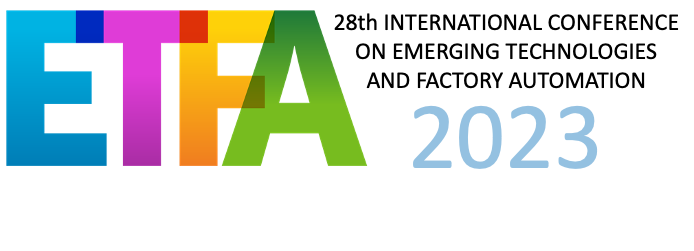 ETFA
28th INTERNATIONAL CONFERENCE
ON EMERGING TECHNOLOGIES
AND FACTORY AUTOMATION
2023